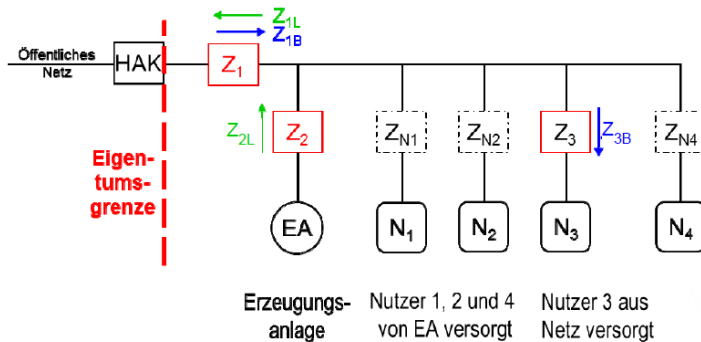 Z1L
Z1B
Öffentliches
Netz
HAK
Z1
Z2L
Z2
ZN1
ZN2
Z3
Z3B
ZN4
Eigen-
tums-
grenze
EA
N1
N2
N3
N4
Erzeugungs-
anlage
Nutzer 1, 2 und 4
von EA versorgt
Nutzer 3 aus
Netz versorgt